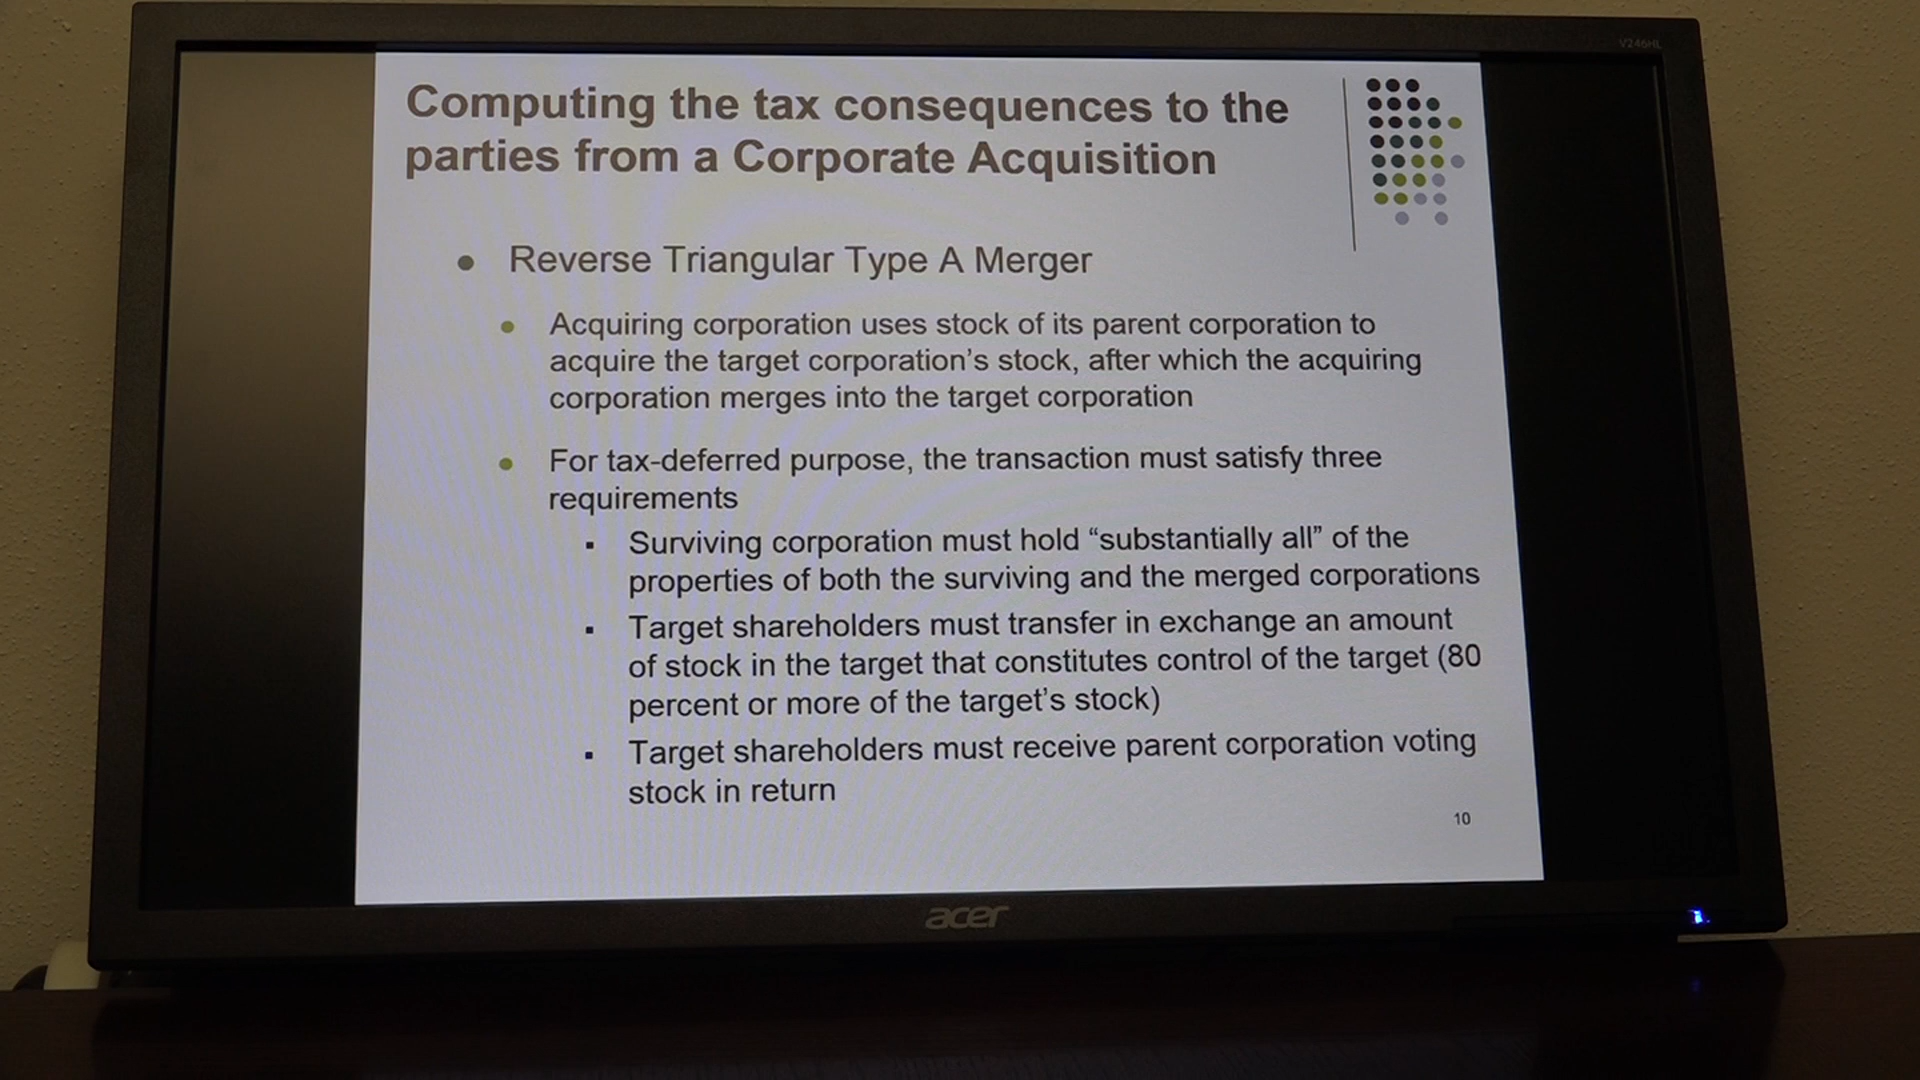 V246HL
Computing the tax consequences to the
parties from a Corporate Acquisition
Reverse Triangular Type A Merger
Acquiring corporation uses stock of its parent corporation to
acquire the target corporation's stock, after which the acquiring
corporation merges into the target corporation
For tax-deferred purpose, the transaction must satisfy three
requirements
Surviving corporation must hold “substantially all” of the
properties of both the surviving and the merged corporations
Target shareholders must transfer in exchange an amount
of stock in the target that constitutes control of the target (80
percent or more of the target's stock)
Target shareholders must receive parent corporation voting
stock in return
10
acer